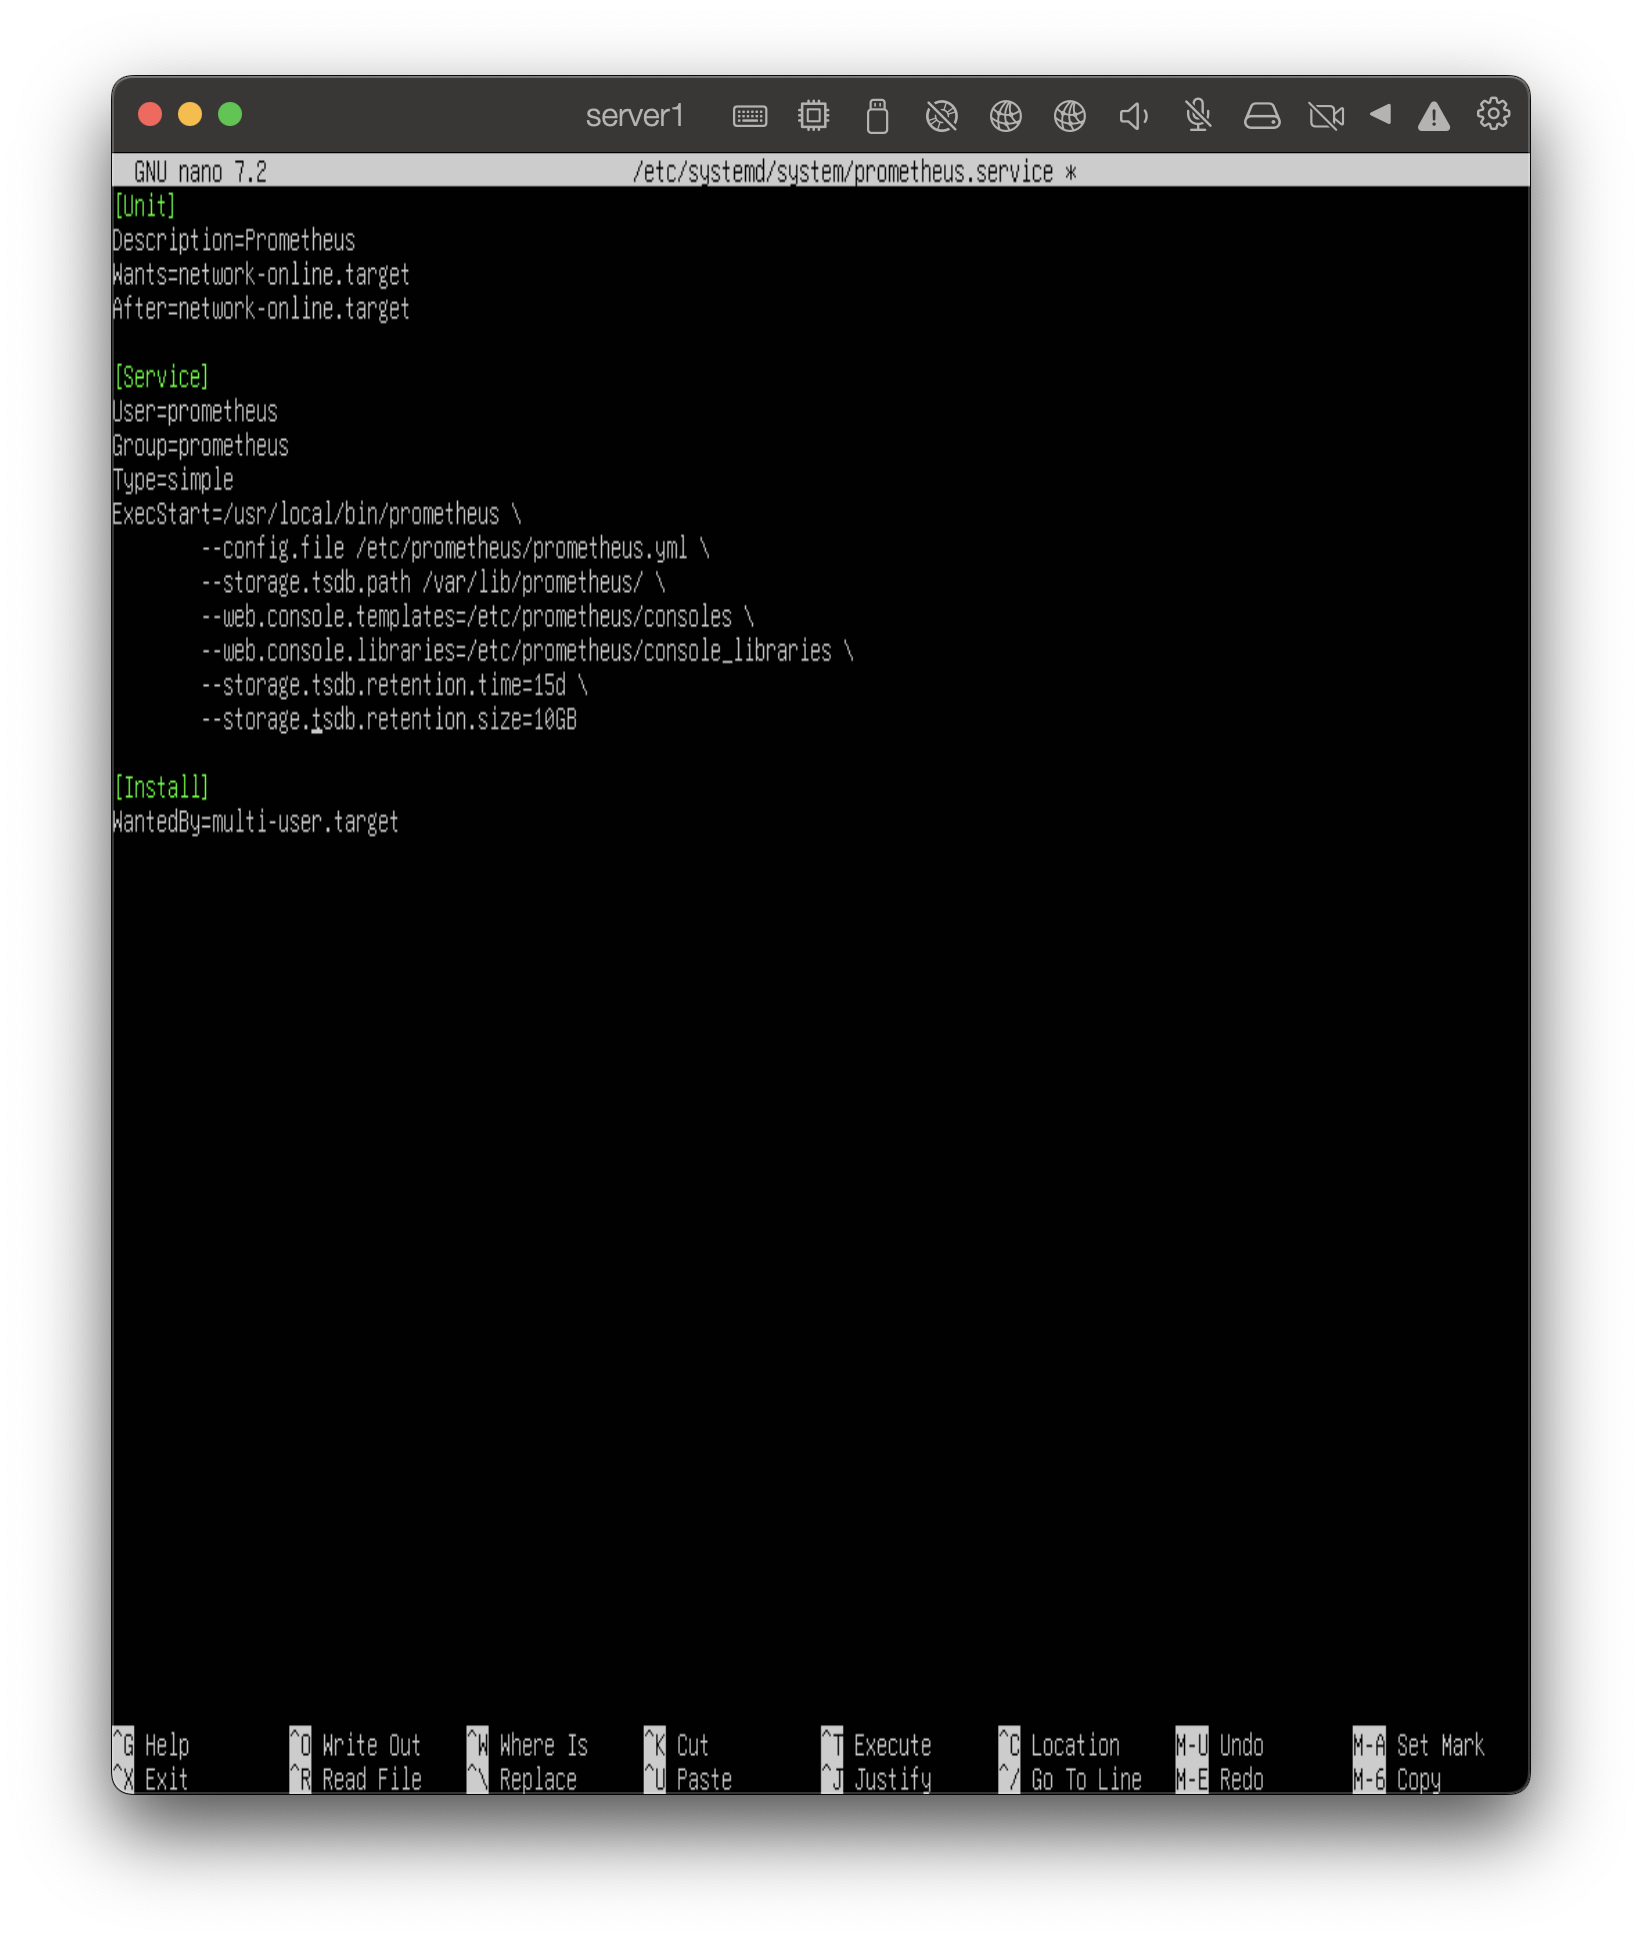 server1
GNU nano 7.2 /etc/systemd/system/prometheus.service *
[Unit]
Description=Prometheus
Wants=network-online.target
After=network-online.target
[Service]
User=prometheus
Group=prometheus
Type=simple
ExecStart=/usr/local/bin/prometheus \
--config.file /etc/prometheus/prometheus.yml \
--storage.tsdb.path /var/lib/prometheus/ \
--web.console.templates=/etc/prometheus/consoles \
--web.console.libraries=/etc/prometheus/console_libraries \
--storage.tsdb.retention.time=15d \
--storage.tsdb.retention.size=10GB
[Install]
WantedBy=multi-user.target
^G Help ^O Write Out ^W Where Is ^K Cut ^T Execute ^C Location M-U Undo M-A Set Mark
^X Exit ^R Read File ^\ Replace ^U Paste ^J Justify ^/ Go To Line M-E Redo M-6 Copy